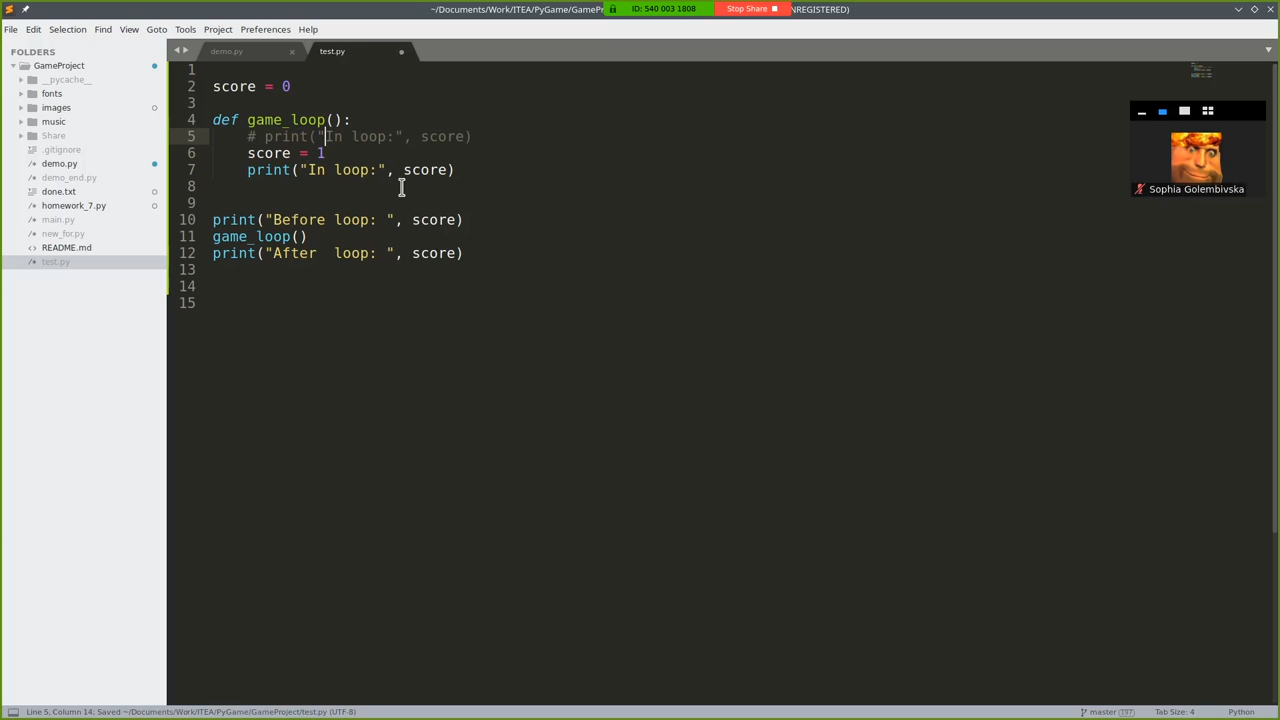 ~/Documents/Work/ITEA/PyGame/GamePro
ID: 540 003 1808
Stop Share
NREGISTERED)
File Edit Selection Find View Goto Tools Project Preferences Help
FOLDERS
GameProject
__pycache__
fonts
images
music
Share
.gitignore
demo.py
demo_end.py
done.txt
homework_7.py
main.py
new_for.py
README.md
test.py
demo.py
test.py
1
2 score = 0
3
4 def game_loop():
5 # print("In loop:", score)
6 score = 1
7 print("In loop:", score)
8
9
10 print("Before loop: ", score)
11 game_loop()
12 print("After  loop: ", score)
13
14
15
Sophia Golembivska
Line 5, Column 14; Saved ~/Documents/Work/ITEA/PyGame/GameProject/test.py (UTF-8)
master 197
Tab Size: 4
Python